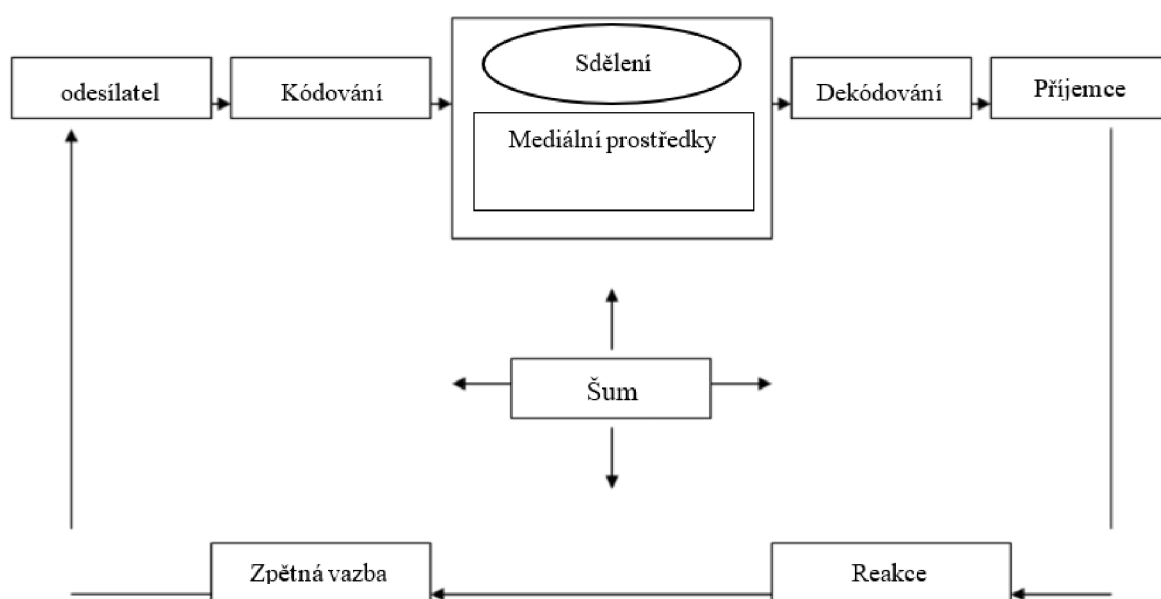 odesílatel
Kódování
Sdělení
Mediální prostředky
Dekódování
Příjemce
Šum
Zpětná vazba
Reakce